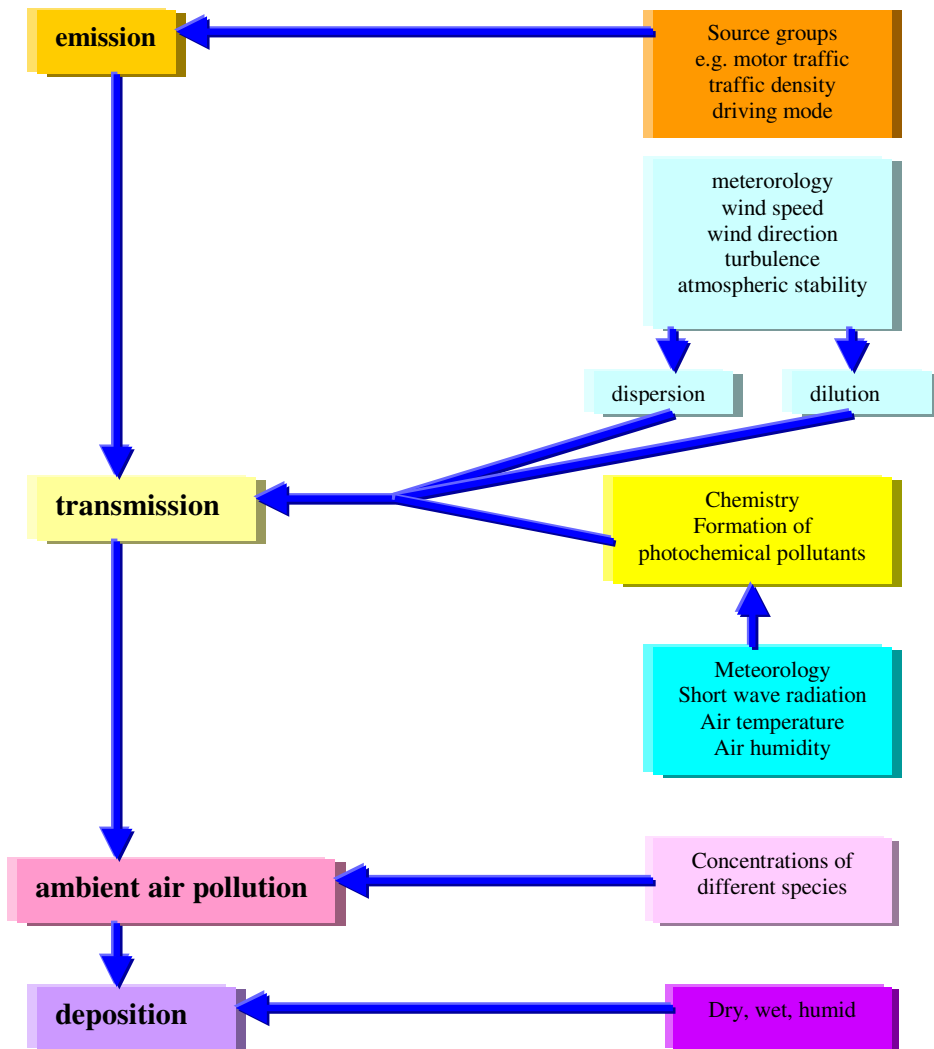 emission
Source groups
e.g. motor traffic
traffic density
driving mode
meterorology
wind speed
wind direction
turbulence
atmospheric stability
dispersion
dilution
transmission
Chemistry
Formation of
photochemical pollutants
Meteorology
Short wave radiation
Air temperature
Air humidity
ambient air pollution
Concentrations of
different species
deposition
Dry, wet, humid